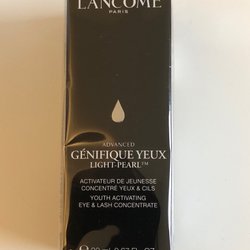 LANCÔME
PARIS
ADVANCED
GÉNIFIQUE YEUX
LIGHT-PEARL™
ACTIVATEUR DE JEUNESSE
CONCENTRÉ YEUX & CILS
YOUTH ACTIVATING
EYE & LASH CONCENTRATE